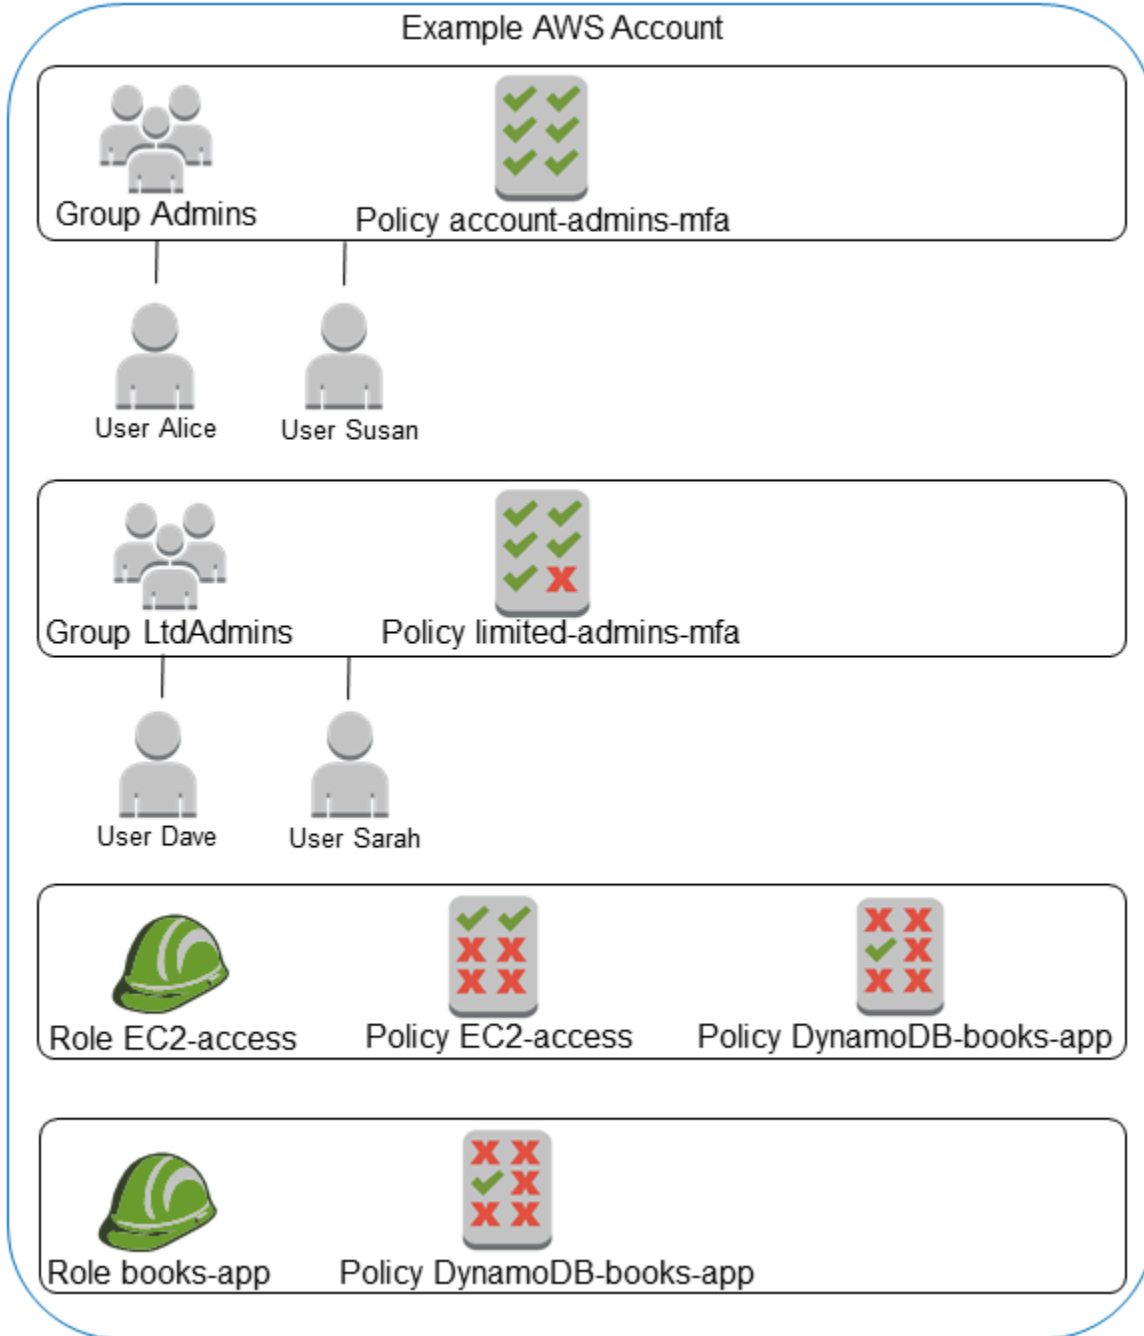 Example AWS Account
Group Admins
Policy account-admins-mfa
User Alice
User Susan
Group LtdAdmins
Policy limited-admins-mfa
User Dave
User Sarah
Role EC2-access
Policy EC2-access
Policy DynamoDB-books-app
Role books-app
Policy DynamoDB-books-app